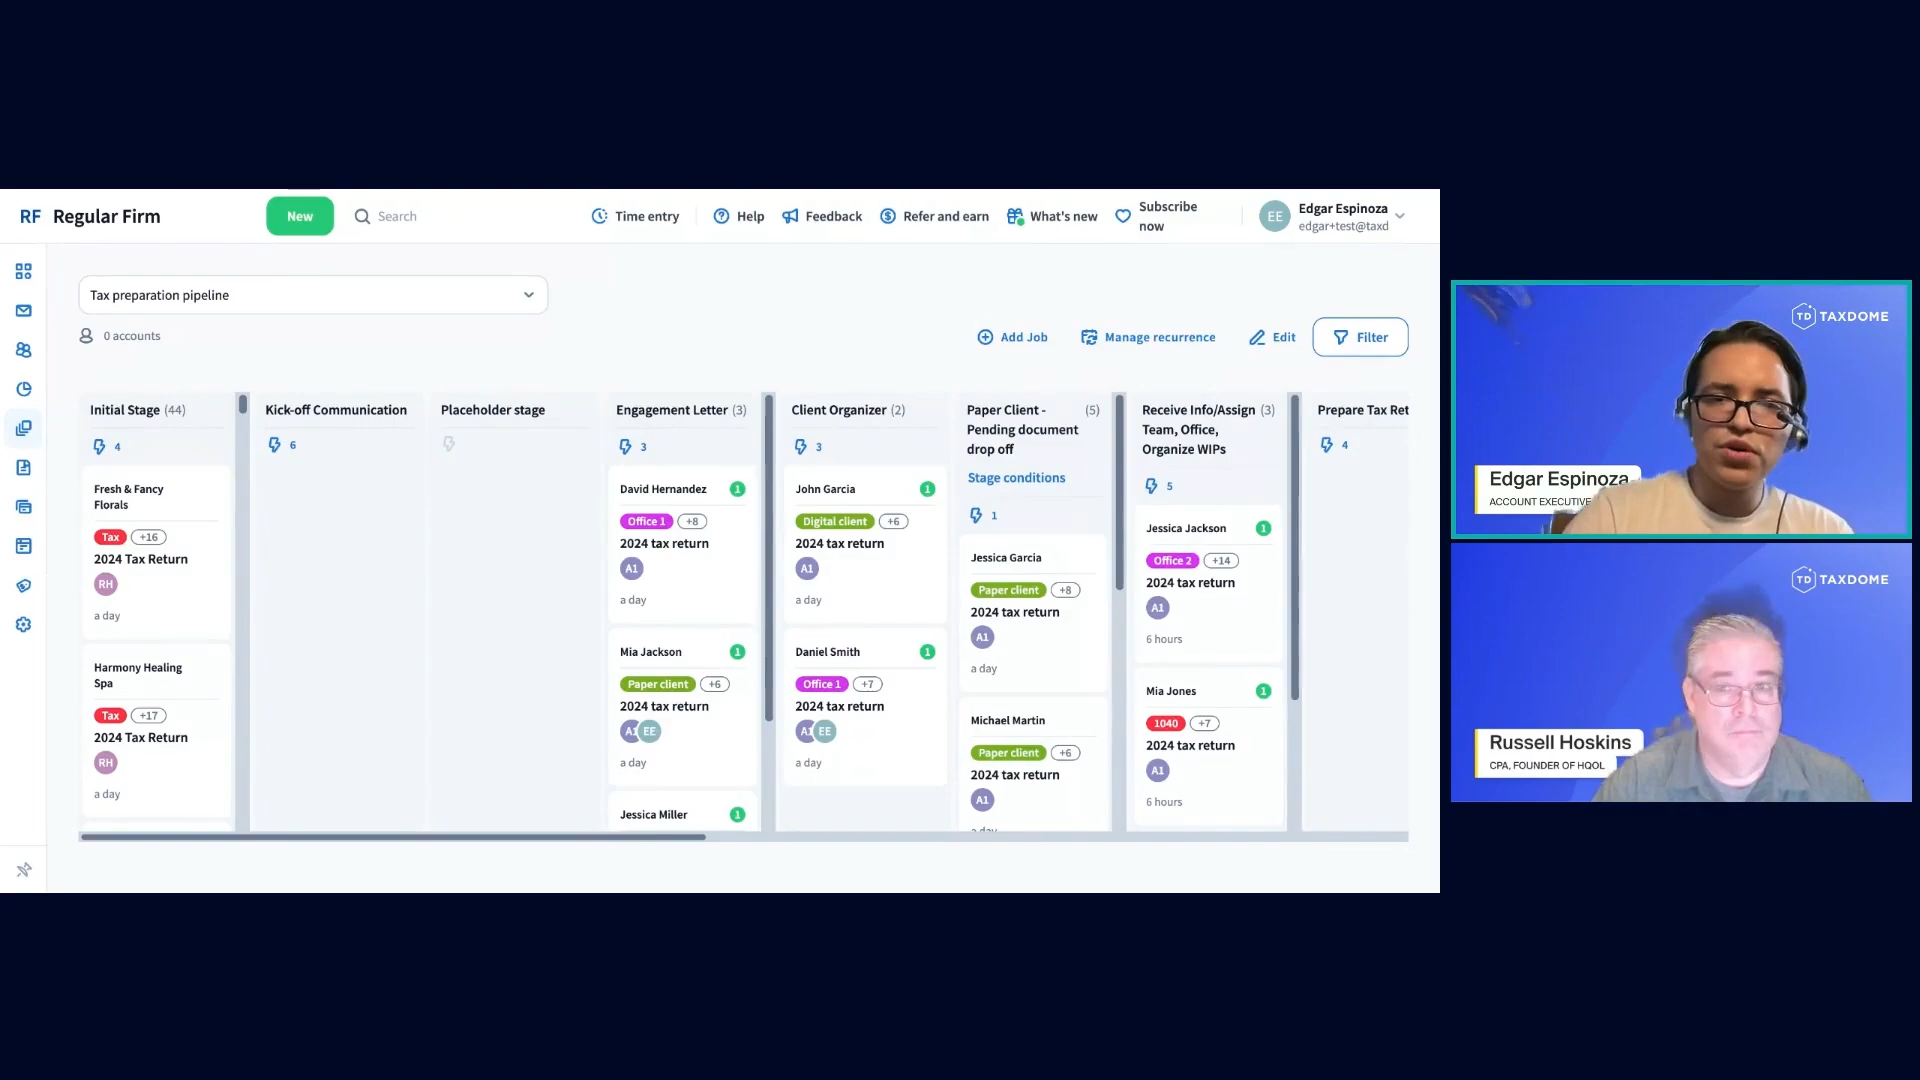 RF Regular Firm
New
Search
Time entry
Help
Feedback
Refer and earn
What's new
Subscribe
now
EE
Edgar Espinoza
edgar+test@taxd
Tax preparation pipeline
0 accounts
Add Job
Manage recurrence
Edit
Filter
Initial Stage (44)
4
Fresh & Fancy
Florals
Tax +16
2024 Tax Return
RH
a day
Harmony Healing
Spa
Tax +17
2024 Tax Return
RH
a day
Kick-off Communication
6
Placeholder stage
Engagement Letter (3)
3
David Hernandez 1
Office 1 +8
2024 tax return
A1
a day
Mia Jackson 1
Paper client +6
2024 tax return
A1 EE
a day
Jessica Miller 1
Client Organizer (2)
3
John Garcia 1
Digital client +6
2024 tax return
A1
a day
Daniel Smith 1
Office 1 +7
2024 tax return
A1 EE
a day
Paper Client - (5)
Pending document
drop off
Stage conditions
1
Jessica Garcia
Paper client +8
2024 tax return
A1
a day
Michael Martin
Paper client +6
2024 tax return
A1
a day
Receive Info/Assign (3)
Team, Office,
Organize WIPs
5
Jessica Jackson 1
Office 2 +14
2024 tax return
A1
6 hours
Mia Jones 1
1040 +7
2024 tax return
A1
6 hours
Prepare Tax Ret
4
TD TAXDOME
Edgar Espinoza
ACCOUNT EXECUTIVE
TD TAXDOME
Russell Hoskins
CPA, FOUNDER OF HQOL